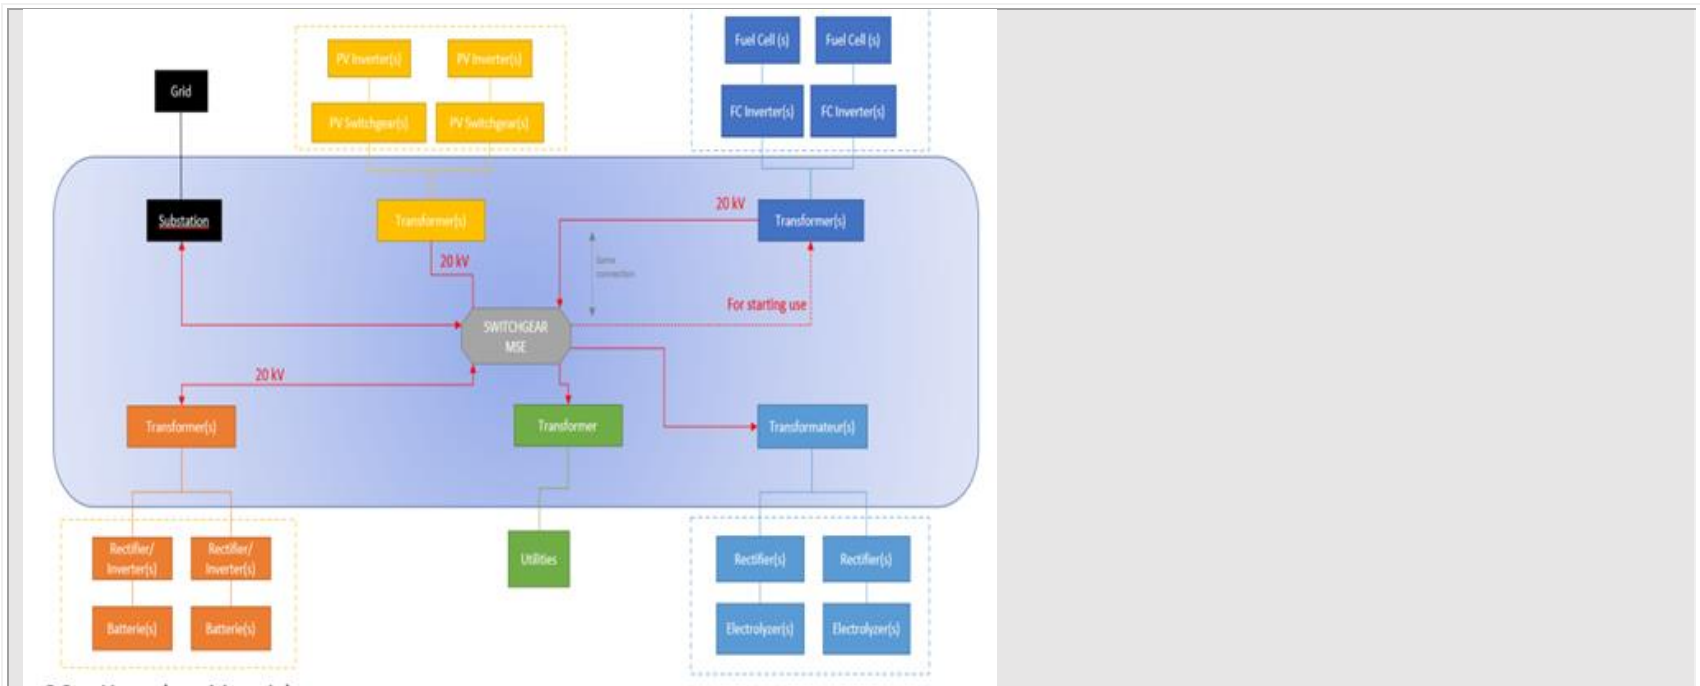 Fuel Cell (s)
Fuel Cell (s)
PV Inverter(s)
PV Inverter(s)
Grid
FC Inverter(s)
FC Inverter(s)
PV Switchgear(s)
PV Switchgear(s)
20 kV
Substation
Transformer(s)
Transformer(s)
20 kV
Same
connection
For starting use
SWITCHGEAR
MSE
20 kV
Transformer(s)
Transformer
Transformateur(s)
Rectifier/
Inverter(s)
Rectifier/
Inverter(s)
Utilities
Rectifier(s)
Rectifier(s)
Batterie(s)
Batterie(s)
Electrolyzer(s)
Electrolyzer(s)